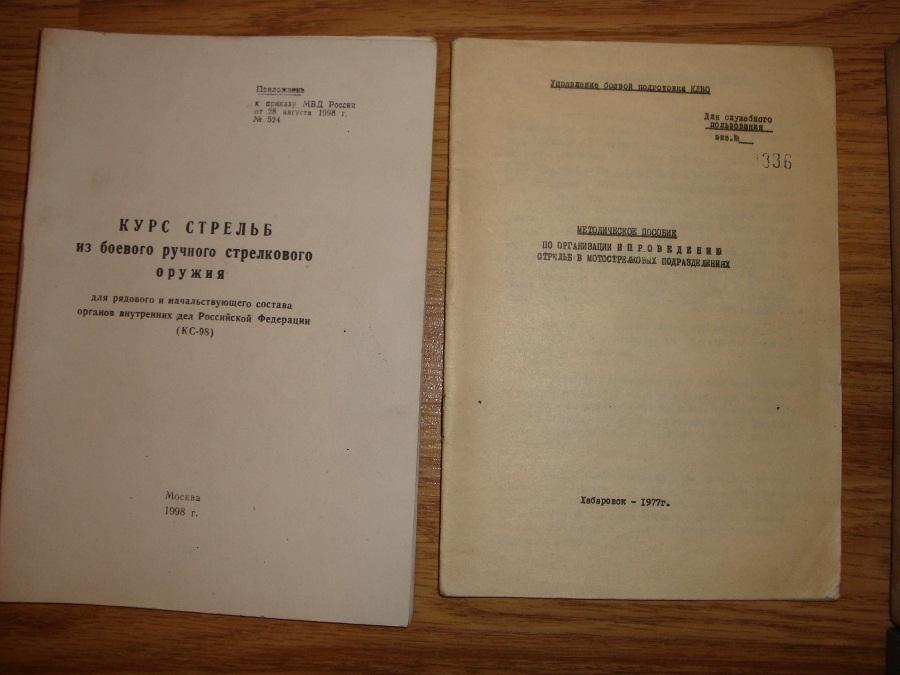 Приложение
к приказу МВД России
от 28 августа 1998 г.
№ 524
КУРС СТРЕЛЬБ
из боевого ручного стрелкового
оружия
для рядового и начальствующего состава
органов внутренних дел Российской Федерации
(КС-98)
Москва
1998 г.
Управление боевой подготовки КДВО
Для служебного
пользования
экз.№
336
МЕТОДИЧЕСКОЕ ПОСОБИЕ
ПО ОРГАНИЗАЦИИ И ПРОВЕДЕНИЮ
СТРЕЛЬБ В МОТОСТРЕЛКОВЫХ ПОДРАЗДЕЛЕНИЯХ
Хабаровск - 1977г.